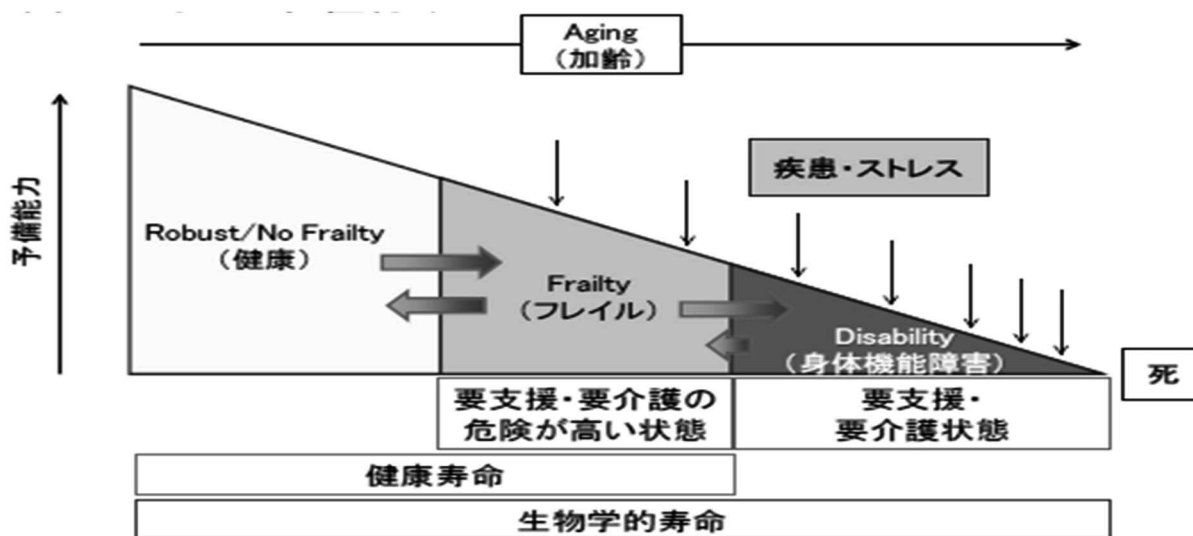 Aging
(加齢)
予備能力
疾患・ストレス
Robust/No Frailty
(健康)
Frailty
(フレイル)
Disability
(身体機能障害)
死
要支援・要介護の
危険が高い状態
要支援・
要介護状態
健康寿命
生物学的寿命